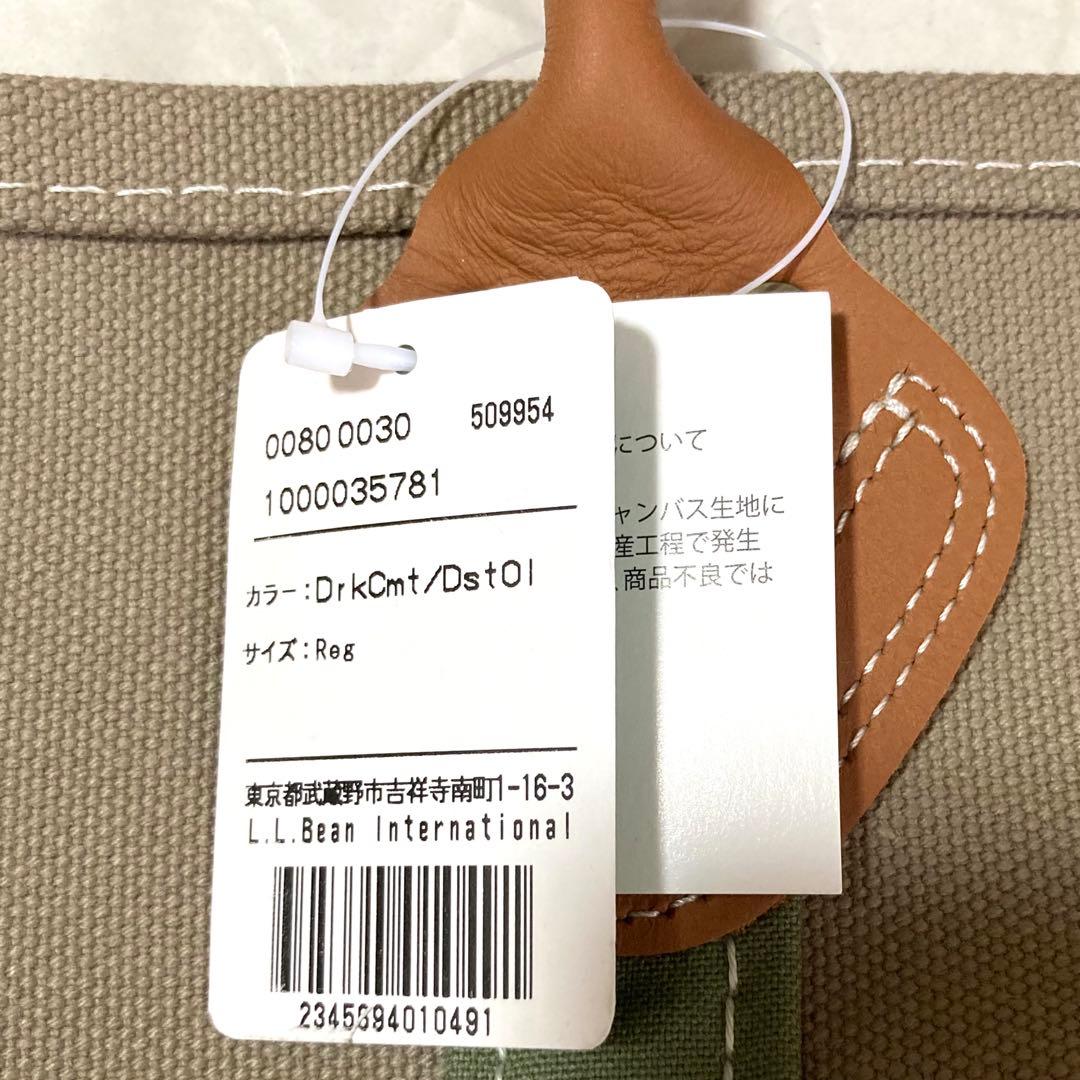 0080 0030 509954
1000035781
カラー:DrkCmt/DstOl
サイズ:Reg
東京都武蔵野市吉祥寺南町1-16-3
L.L.Bean International
2345694010491
について
ャンバス生地に
産工程で発生
、商品不良では